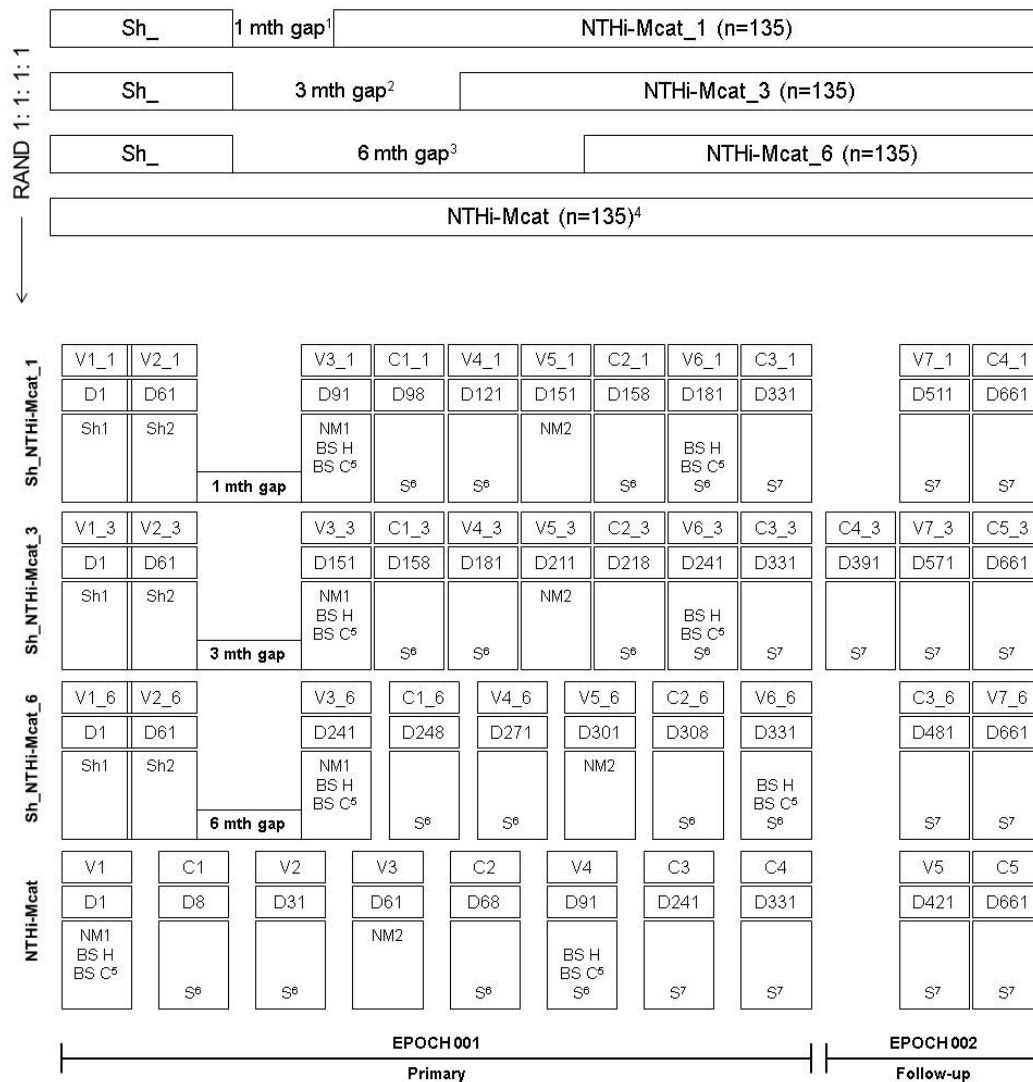 RAND 1: 1: 1: 1
Sh_ 1 mth gap¹ NTHi-Mcat_1 (n=135)
Sh_ 3 mth gap² NTHi-Mcat_3 (n=135)
Sh_ 6 mth gap³ NTHi-Mcat_6 (n=135)
NTHi-Mcat (n=135)⁴
Sh_NTHi-Mcat_1
V1_1 V2_1 V3_1 C1_1 V4_1 V5_1 C2_1 V6_1 C3_1 V7_1 C4_1
D1 D61 D91 D98 D121 D151 D158 D181 D331 D511 D661
Sh1 Sh2 NM1 NM2
BS H BS H
BS C⁵ BS C⁵
1 mth gap S⁶ S⁶ S⁶ S⁶ S⁷ S⁷ S⁷
Sh_NTHi-Mcat_3
V1_3 V2_3 V3_3 C1_3 V4_3 V5_3 C2_3 V6_3 C3_3 C4_3 V7_3 C5_3
D1 D61 D151 D158 D181 D211 D218 D241 D331 D391 D571 D661
Sh1 Sh2 NM1 NM2
BS H BS H
BS C⁵ BS C⁵
3 mth gap S⁶ S⁶ S⁶ S⁶ S⁷ S⁷ S⁷ S⁷
Sh_NTHi-Mcat_6
V1_6 V2_6 V3_6 C1_6 V4_6 V5_6 C2_6 V6_6 C3_6 V7_6
D1 D61 D241 D248 D271 D301 D308 D331 D481 D661
Sh1 Sh2 NM1 NM2
BS H BS H
BS C⁵ BS C⁵
6 mth gap S⁶ S⁶ S⁶ S⁶ S⁷ S⁷
NTHi-Mcat
V1 C1 V2 V3 C2 V4 C3 C4 V5 C5
D1 D8 D31 D61 D68 D91 D241 D331 D421 D661
NM1 NM2
BS H BS H
BS C⁵ BS C⁵
S⁶ S⁶ S⁶ S⁶ S⁷ S⁷ S⁷ S⁷
EPOCH 001 EPOCH 002
Primary Follow-up